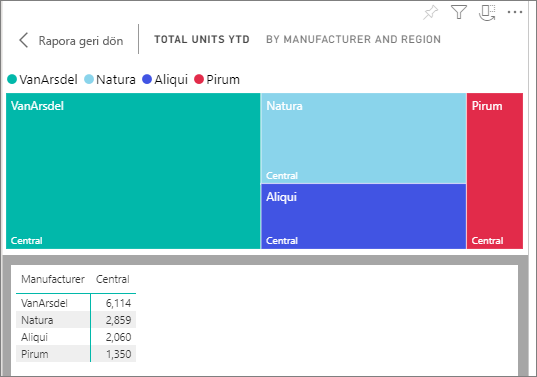 Rapora geri dön TOTAL UNITS YTD BY MANUFACTURER AND REGION
VanArsdel Natura Aliqui Pirum
VanArsdel Natura Pirum
Central
Aliqui
Central Central Central
Manufacturer Central
VanArsdel 6,114
Natura 2,859
Aliqui 2,060
Pirum 1,350